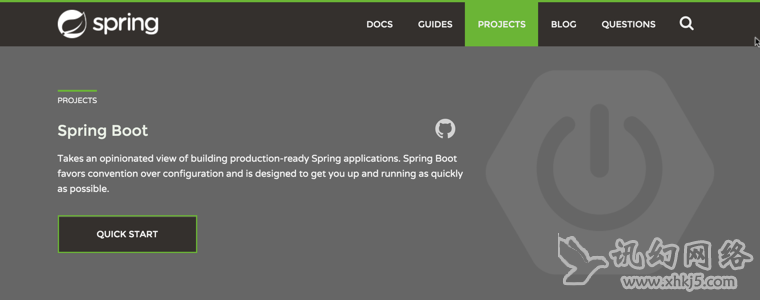 spring
DOCS
GUIDES
PROJECTS
BLOG
QUESTIONS
PROJECTS
Spring Boot
Takes an opinionated view of building production-ready Spring applications. Spring Boot
favors convention over configuration and is designed to get you up and running as quickly
as possible.
QUICK START
讯幻网络
www.xhkj5.com